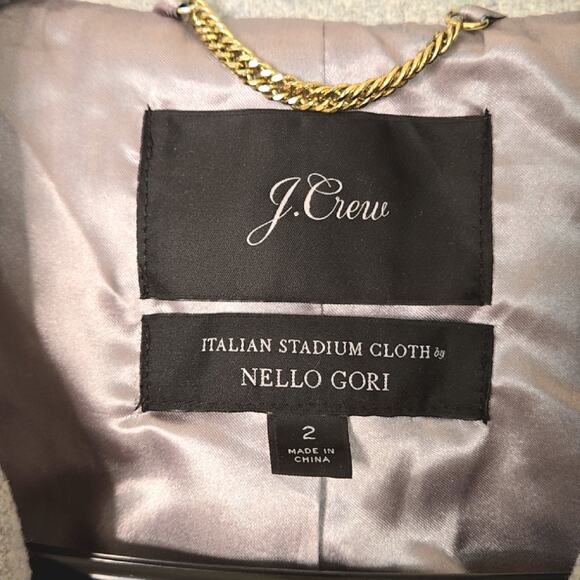 J.Crew
ITALIAN STADIUM CLOTH by
NELLO GORI
2
MADE IN
CHINA